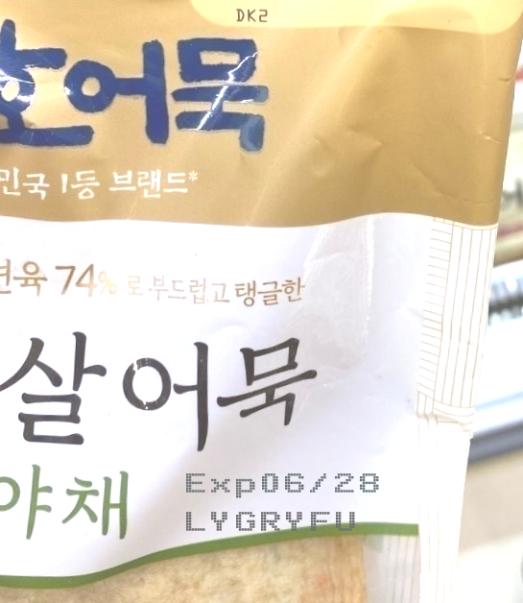 DK2
어묵
민국 1등 브랜드*
연육 74% 로 부드럽고 탱글한
살어묵
야채
Exp06/28
LYGRYFU